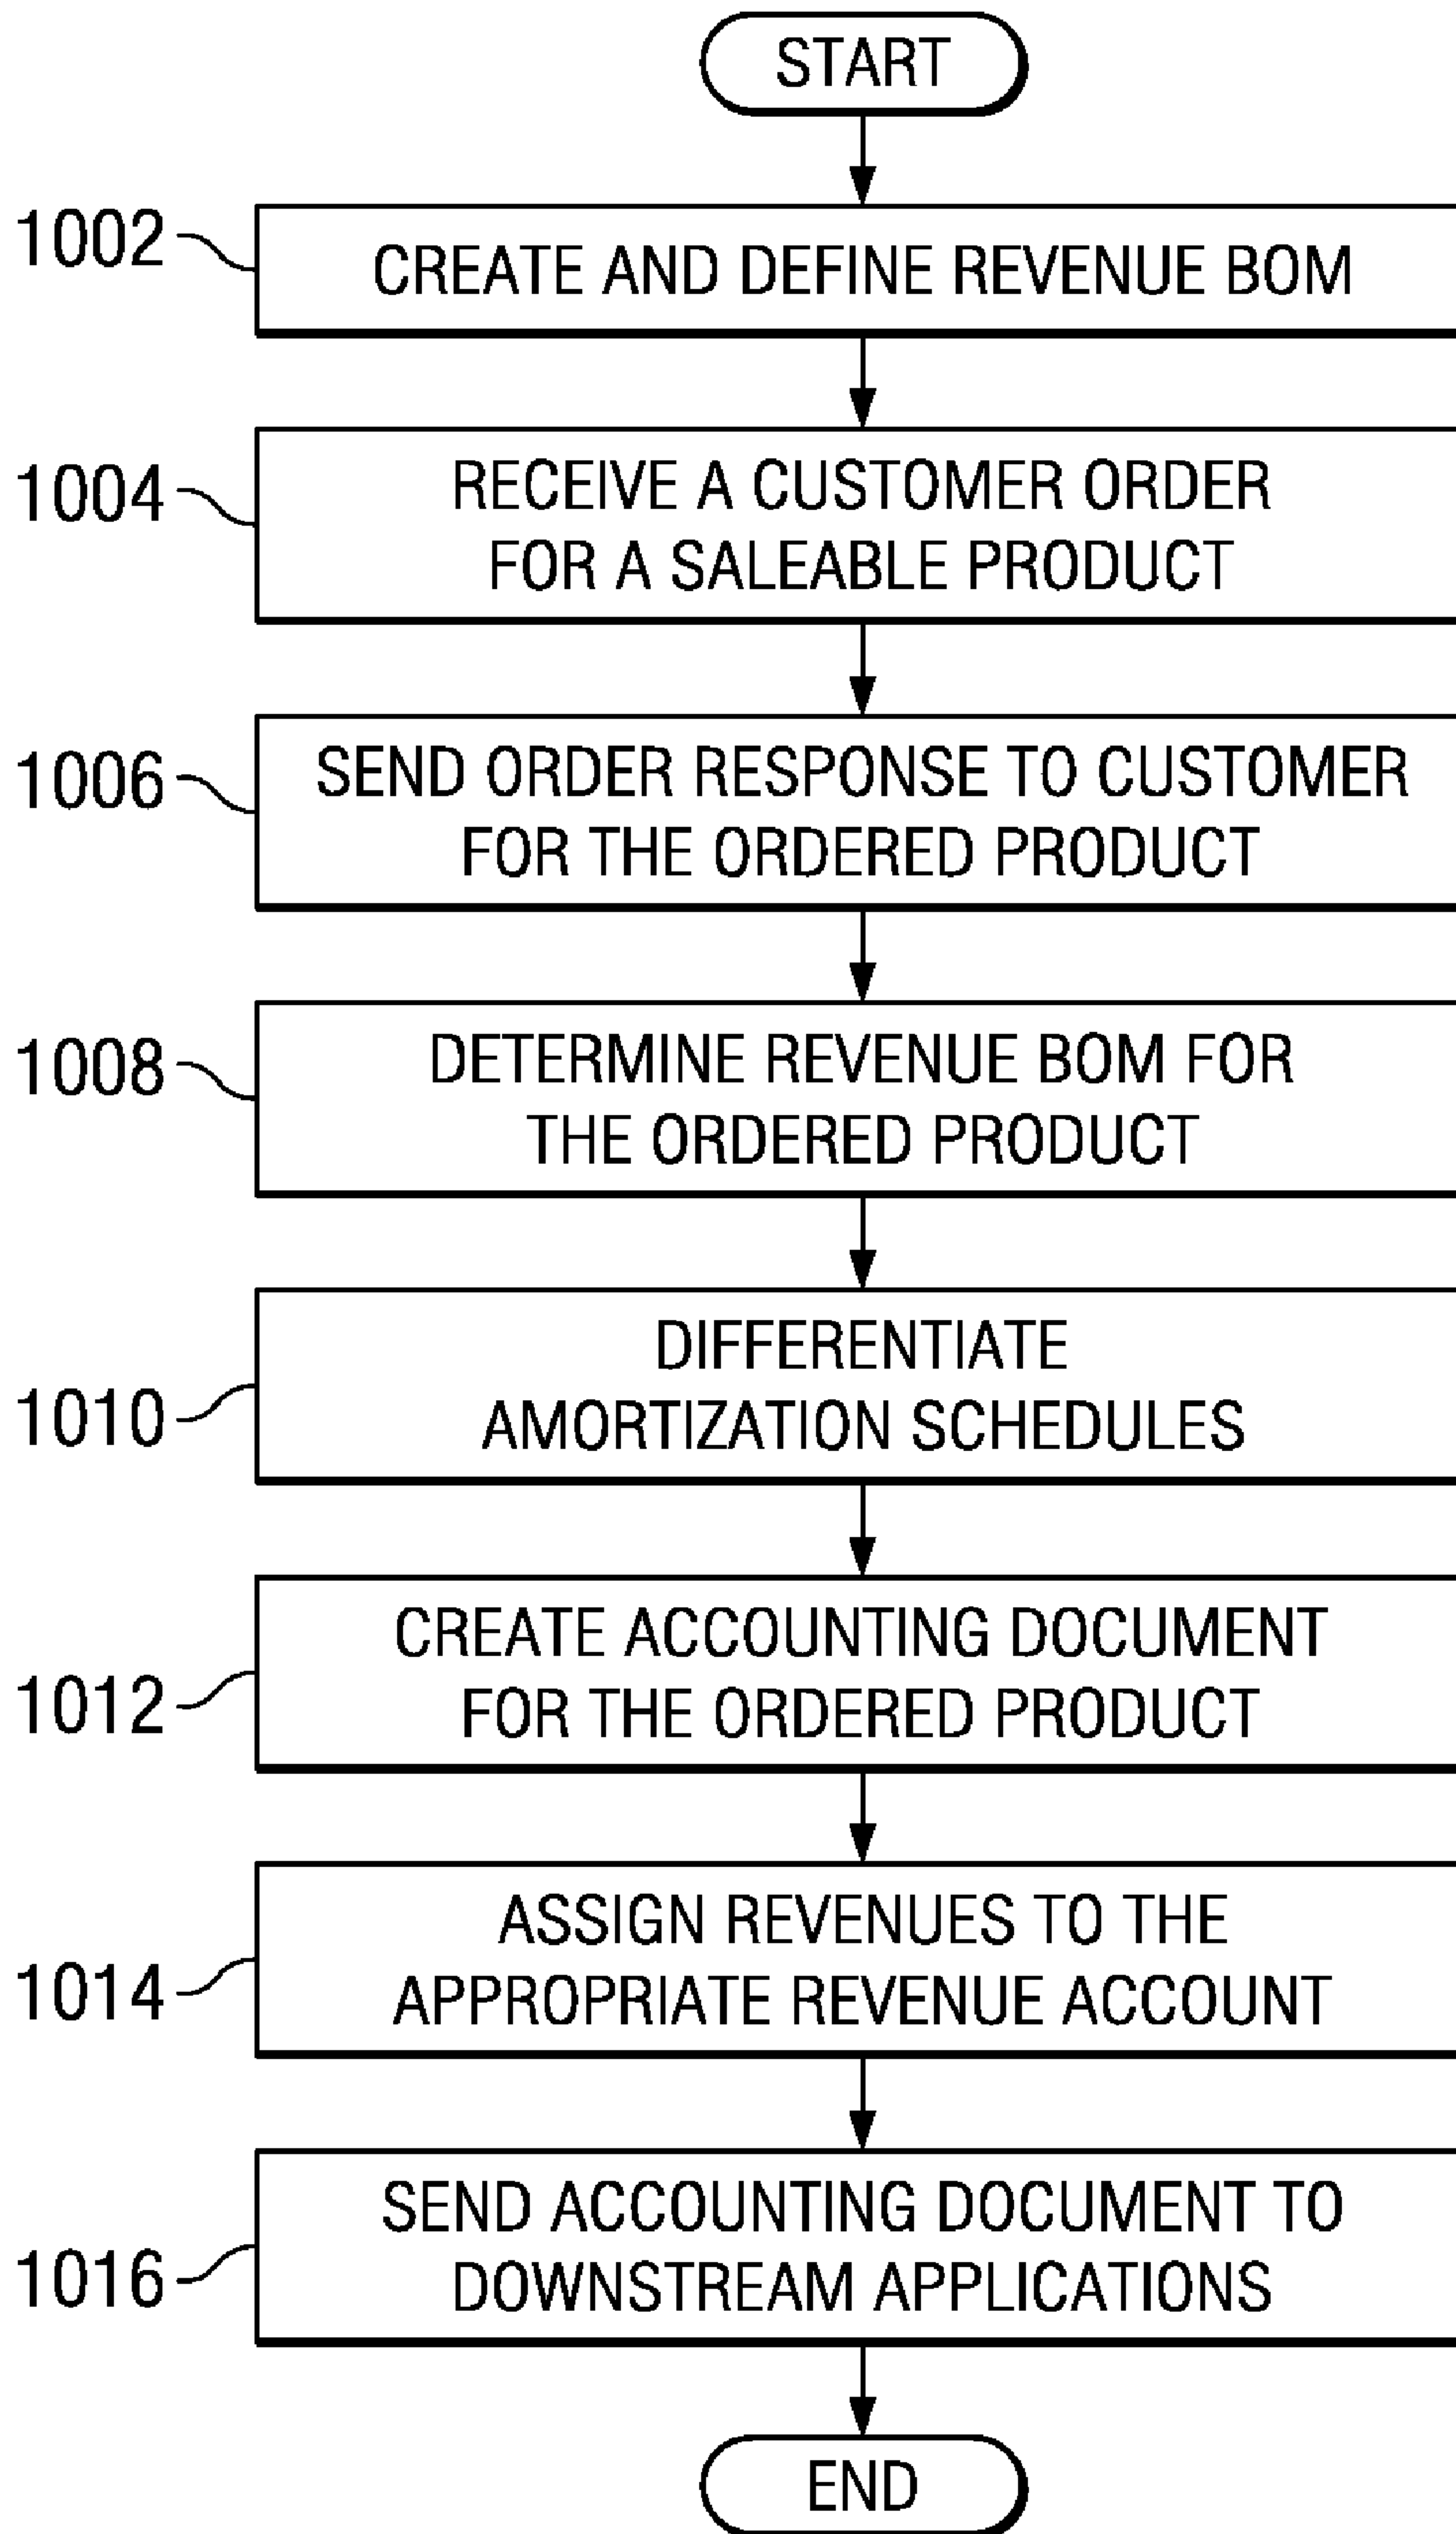 START
1002
CREATE AND DEFINE REVENUE BOM
1004
RECEIVE A CUSTOMER ORDER
FOR A SALEABLE PRODUCT
1006
SEND ORDER RESPONSE TO CUSTOMER
FOR THE ORDERED PRODUCT
1008
DETERMINE REVENUE BOM FOR
THE ORDERED PRODUCT
1010
DIFFERENTIATE
AMORTIZATION SCHEDULES
1012
CREATE ACCOUNTING DOCUMENT
FOR THE ORDERED PRODUCT
1014
ASSIGN REVENUES TO THE
APPROPRIATE REVENUE ACCOUNT
1016
SEND ACCOUNTING DOCUMENT TO
DOWNSTREAM APPLICATIONS
END